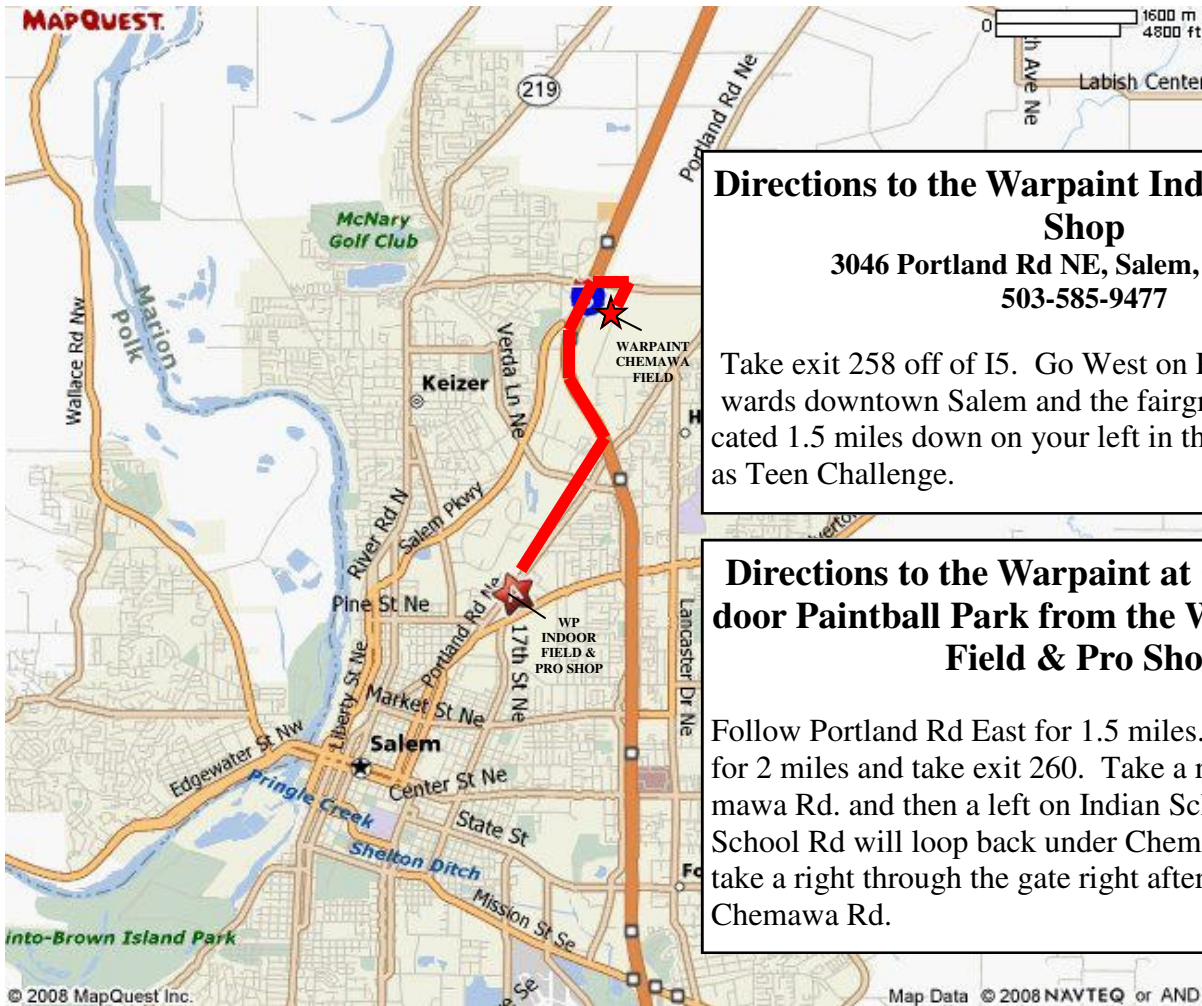 MAPQUEST.
0
1600 m
4800 ft
219
Portland Rd Ne
h Ave Ne
Labish Center
McNary
Golf Club
Marion
Polk
Wallace Rd Nw
Verda Ln Ne
Keizer
WARPAINT
CHEMAWA
FIELD
H
River Rd N
Salem Pkwy
Pine St Ne
Portland Rd Ne
WP
INDOOR
FIELD &
PRO SHOP
17th St Ne
Lancaster Dr Ne
Liberty St Ne
Market St Ne
Salem
Edgewater St Nw
Center St Ne
Pringle Creek
State St
Shelton Ditch
Mission St Se
Fo
into-Brown Island Park
e Se
© 2008 MapQuest Inc.
Map Data © 2008 NAVTEQ or AND
Directions to the Warpaint Ind
Shop
3046 Portland Rd NE, Salem,
503-585-9477
Take exit 258 off of I5. Go West on
wards downtown Salem and the fairgr
cated 1.5 miles down on your left in th
as Teen Challenge.
verto
Directions to the Warpaint at
door Paintball Park from the W
Field & Pro Sho
Follow Portland Rd East for 1.5 miles.
for 2 miles and take exit 260. Take a
mawa Rd. and then a left on Indian Sc
School Rd will loop back under Chem
take a right through the gate right after
Chemawa Rd.